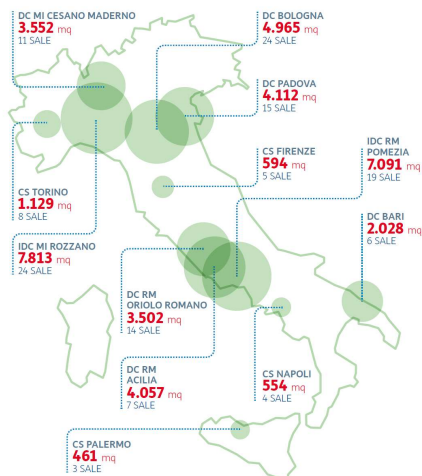 DC MI CESANO MADERNO
3.552 mq
11 SALE
DC BOLOGNA
4.965 mq
24 SALE
DC PADOVA
4.112 mq
15 SALE
CS FIRENZE
594 mq
5 SALE
IDC RM
POMEZIA
7.091 mq
19 SALE
CS TORINO
1.129 mq
8 SALE
DC BARI
2.028 mq
6 SALE
IDC MI ROZZANO
7.813 mq
24 SALE
DC RM
ORIOLO ROMANO
3.502 mq
14 SALE
DC RM
ACILIA
4.057 mq
7 SALE
CS NAPOLI
554 mq
4 SALE
CS PALERMO
461 mq
3 SALE